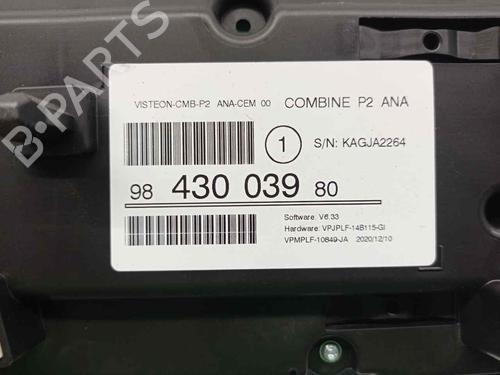 B-PARTS
VISTEON-CMB-P2 ANA-CEM 00 COMBINE P2 ANA
1 S/N: KAGJA2264
98 430 039 80
Software: V6.33
Hardware: VPJPLF-14B115-GI
VPMPLF-10849-JA 2020/12/10